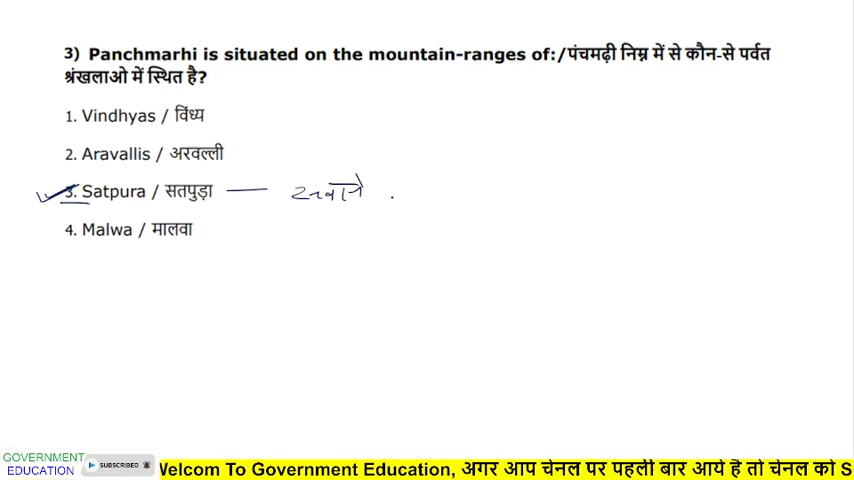 3) Panchmarhi is situated on the mountain-ranges of:/पंचमढ़ी निम्न में से कौन-से पर्वत
श्रंखलाओ में स्थित है?
1. Vindhyas / विंध्य
2. Aravallis / अरवल्ली
3. Satpura / सतपुड़ा
4. Malwa / मालवा
GOVERNMENT
EDUCATION
SUBSCRIBED
Welcom To Government Education, अगर आप चेनल पर पहली बार आये है तो चेनल को S